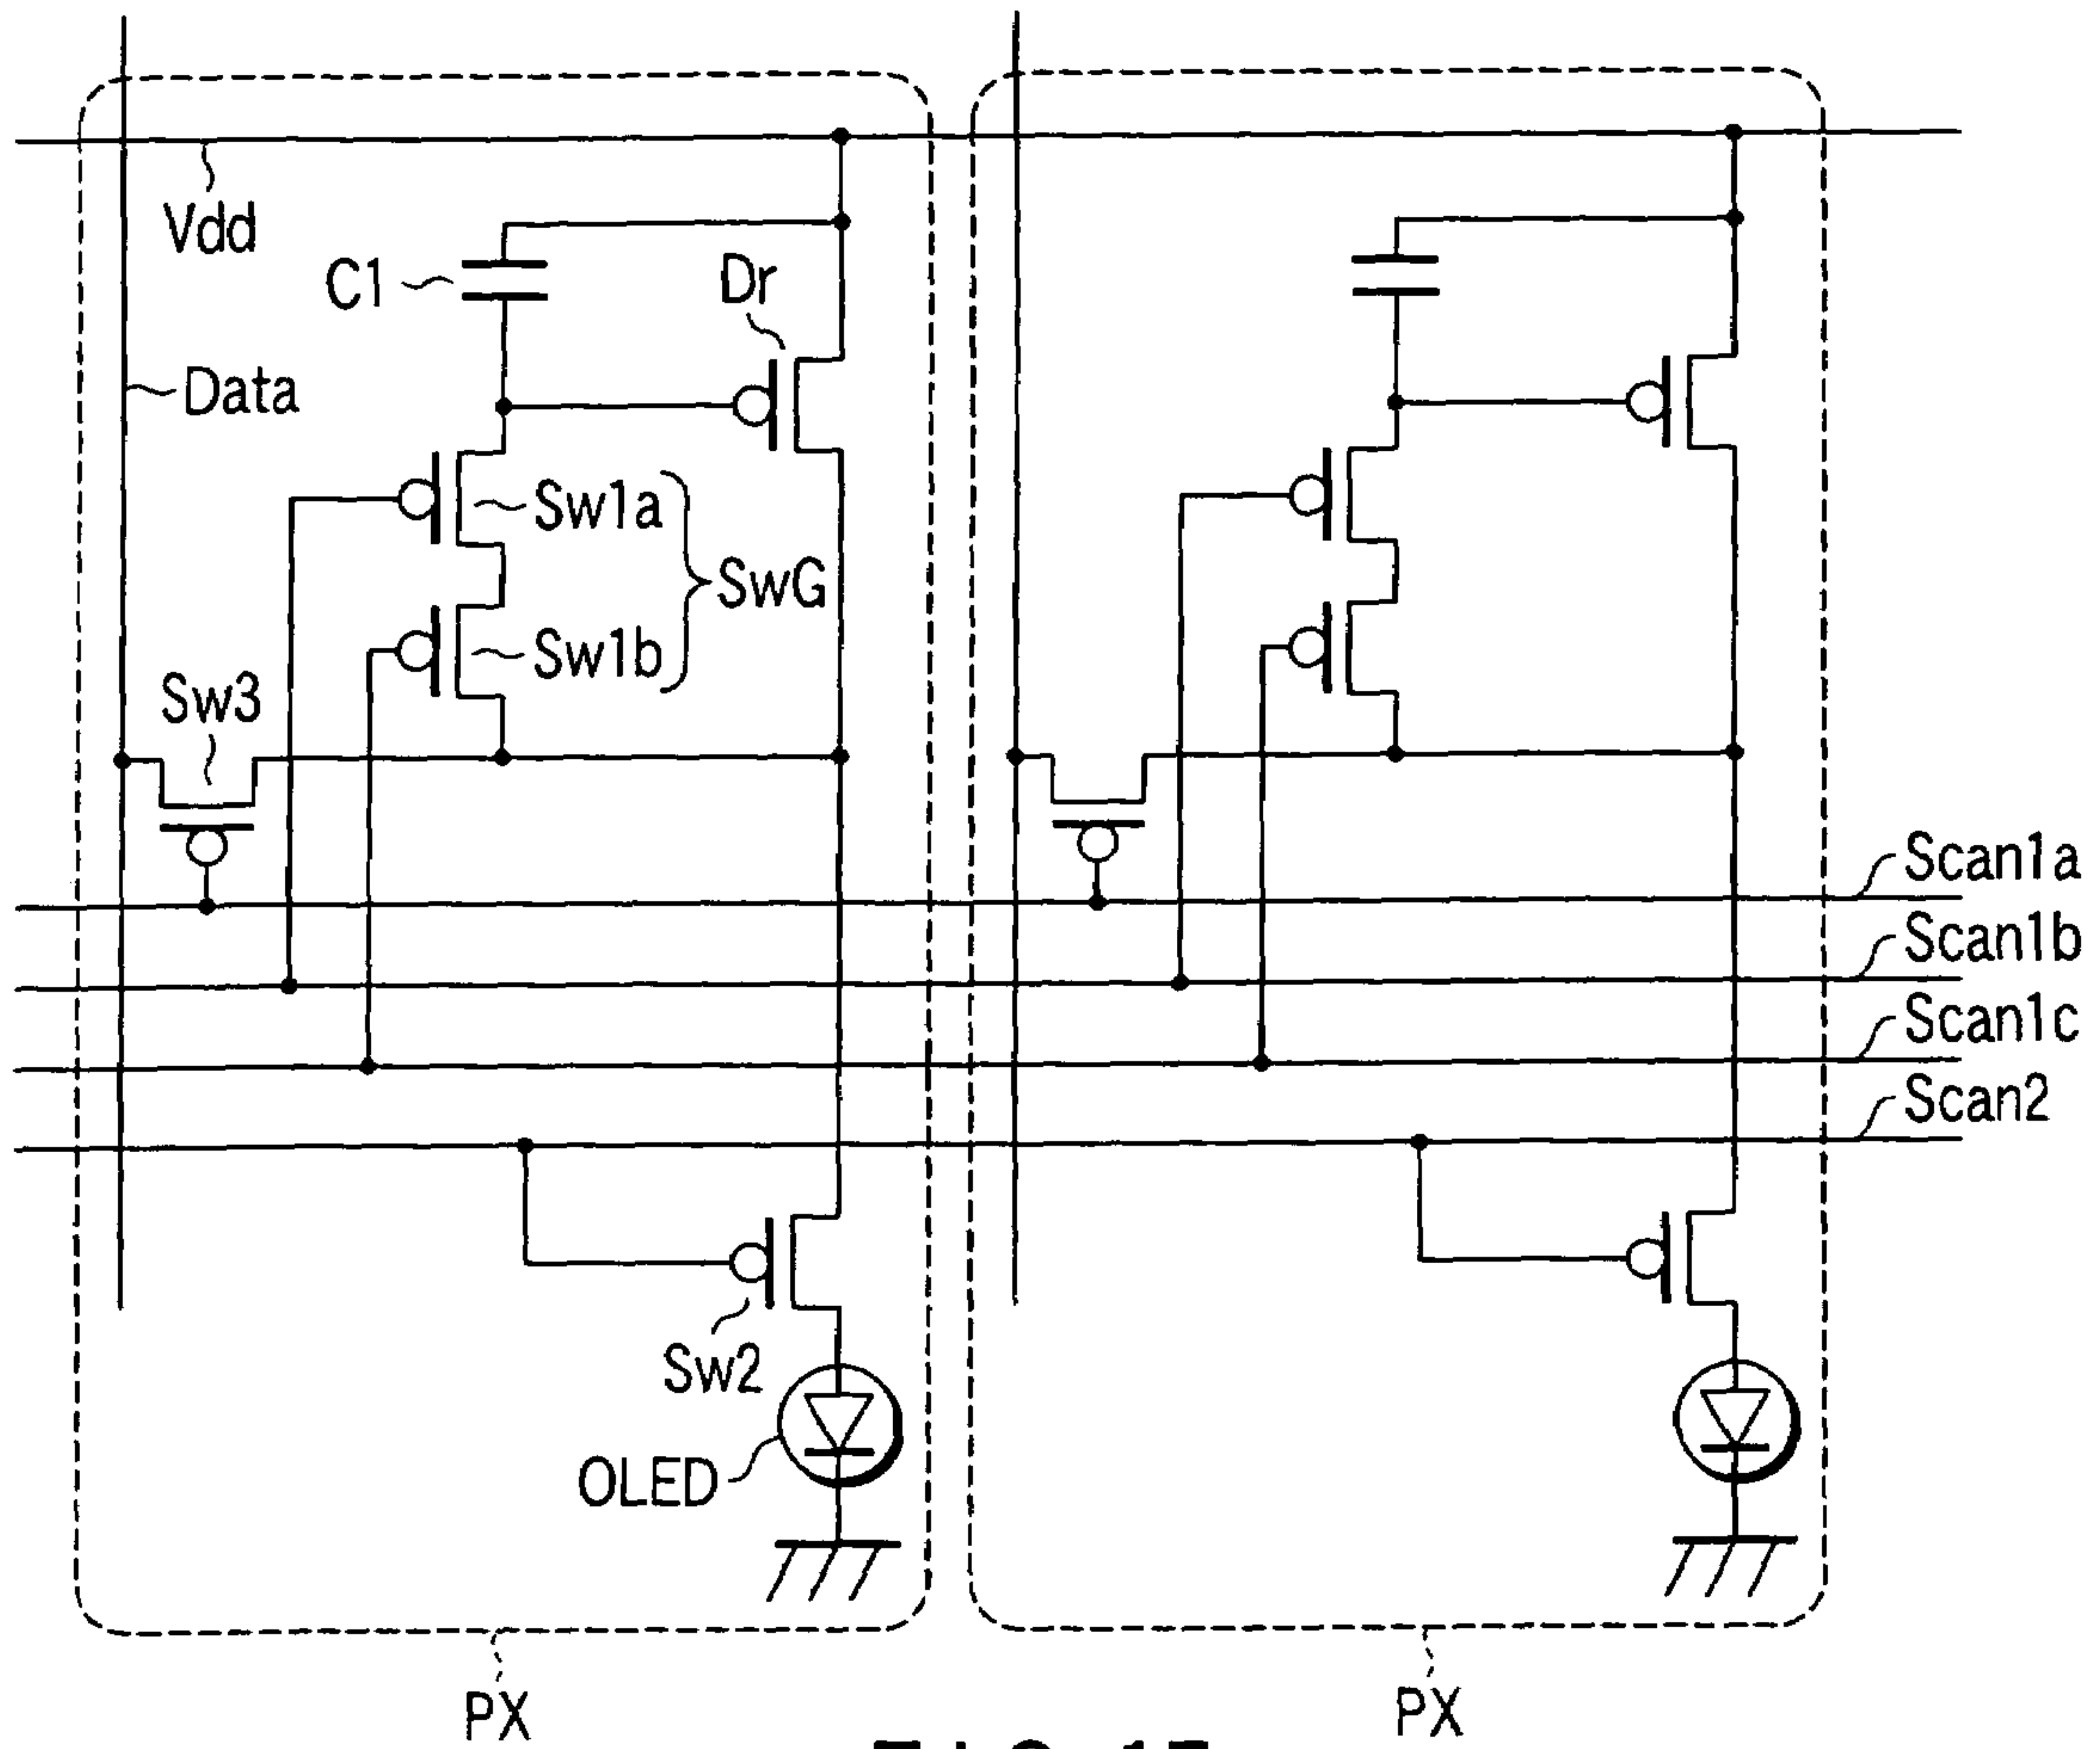 Vdd
C1
Dr
Data
Sw1a
SwG
Sw1b
Sw3
Scan1a
Scan1b
Scan1c
Scan2
Sw2
OLED
PX
PX